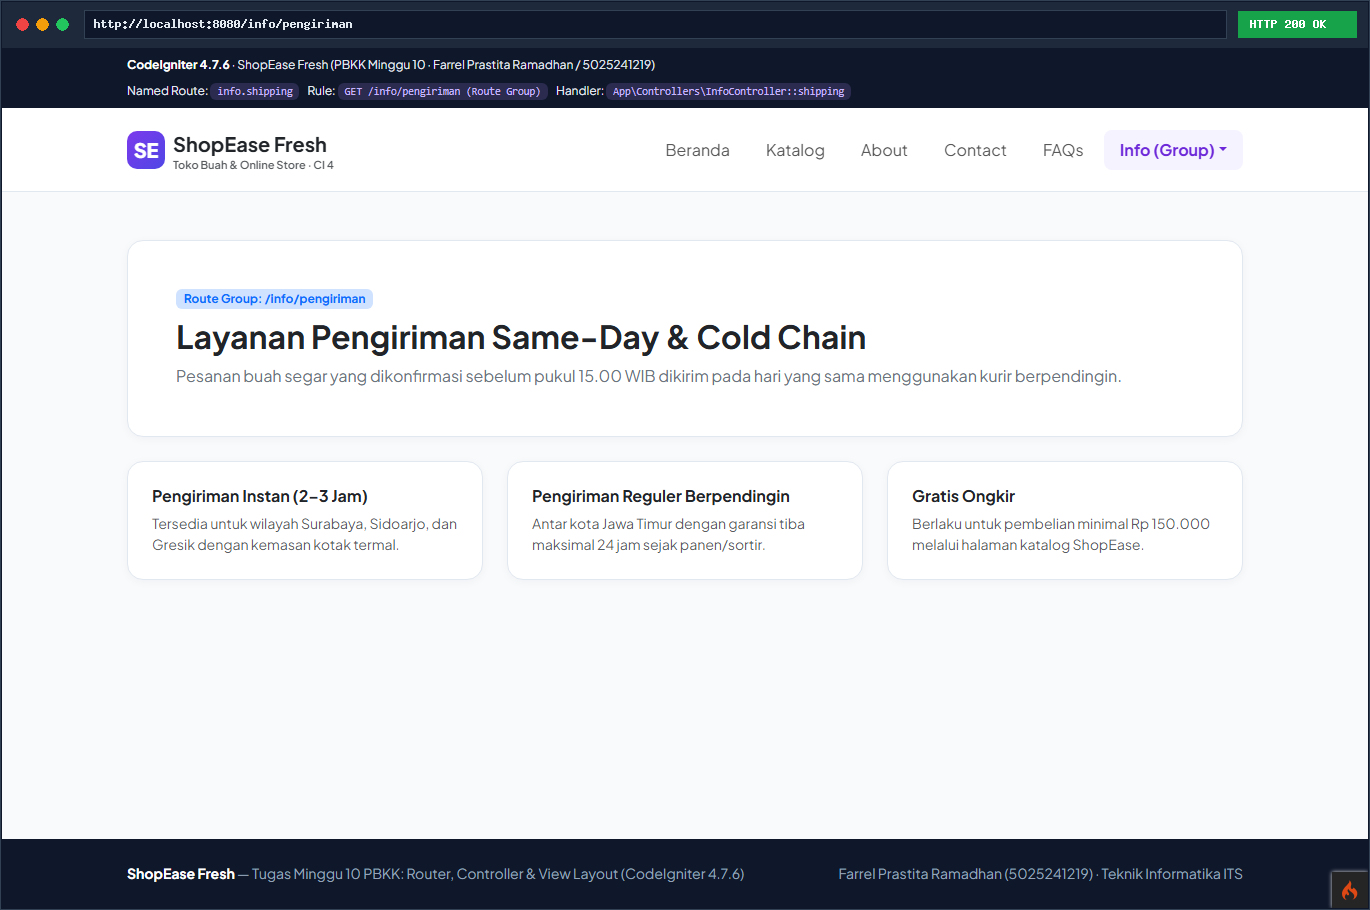 http://localhost:8080/info/pengiriman
HTTP 200 OK
CodeIgniter 4.7.6 · ShopEase Fresh (PBKK Minggu 10 · Farrel Prastita Ramadhan / 5025241219)
Named Route: info.shipping Rule: GET /info/pengiriman (Route Group) Handler: App\Controllers\InfoController::shipping
SE
ShopEase Fresh
Toko Buah & Online Store · CI 4
Beranda
Katalog
About
Contact
FAQs
Info (Group)
Route Group: /info/pengiriman
Layanan Pengiriman Same-Day & Cold Chain
Pesanan buah segar yang dikonfirmasi sebelum pukul 15.00 WIB dikirim pada hari yang sama menggunakan kurir berpendingin.
Pengiriman Instan (2–3 Jam)
Tersedia untuk wilayah Surabaya, Sidoarjo, dan
Gresik dengan kemasan kotak termal.
Pengiriman Reguler Berpendingin
Antar kota Jawa Timur dengan garansi tiba
maksimal 24 jam sejak panen/sortir.
Gratis Ongkir
Berlaku untuk pembelian minimal Rp 150.000
melalui halaman katalog ShopEase.
ShopEase Fresh — Tugas Minggu 10 PBKK: Router, Controller & View Layout (CodeIgniter 4.7.6)
Farrel Prastita Ramadhan (5025241219) · Teknik Informatika ITS